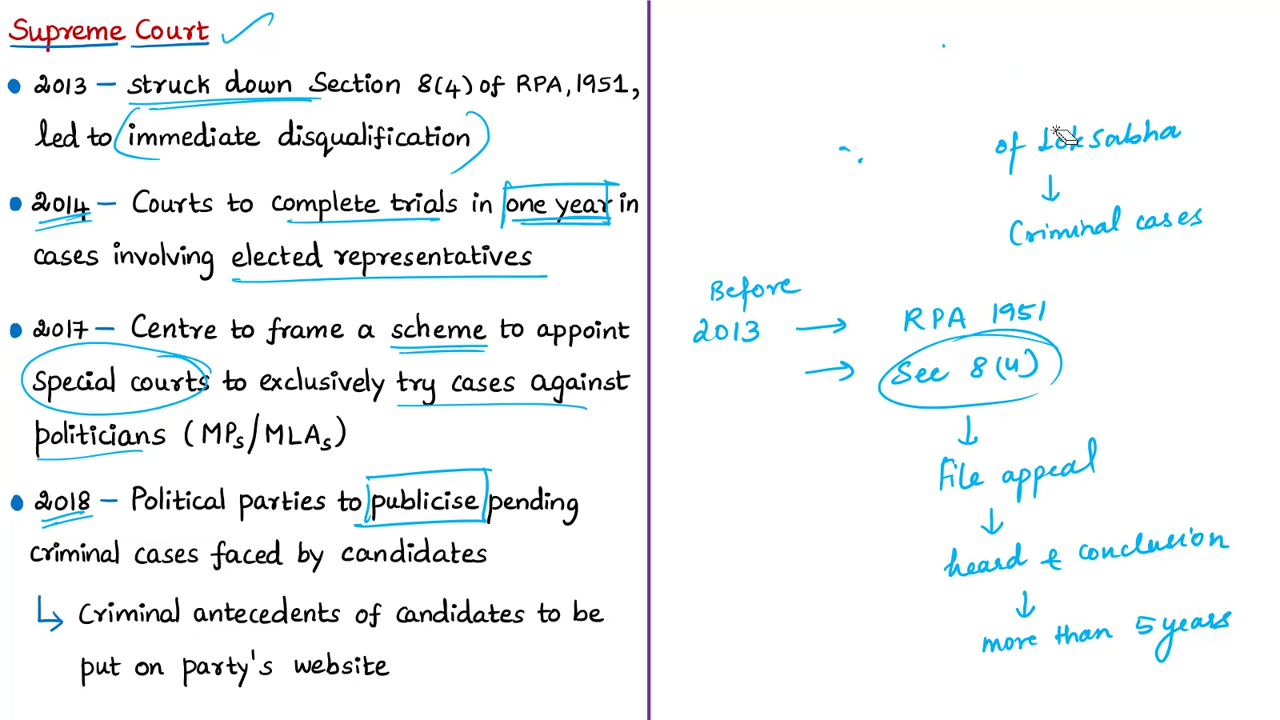 Supreme Court
2013 – struck down Section 8(4) of RPA, 1951,
led to immediate disqualification
2014 – Courts to complete trials in one year in
cases involving elected representatives
2017 – Centre to frame a scheme to appoint
special courts to exclusively try cases against
politicians (MPs/MLAs)
2018 – Political parties to publicise pending
criminal cases faced by candidates
↳ Criminal antecedents of candidates to be
put on party's website
of Loksabha
↓
Criminal cases
Before
2013 → RPA 1951
→ Sec 8(4)
↓
File appeal
↓
heard & conclusion
↓
more than 5 years